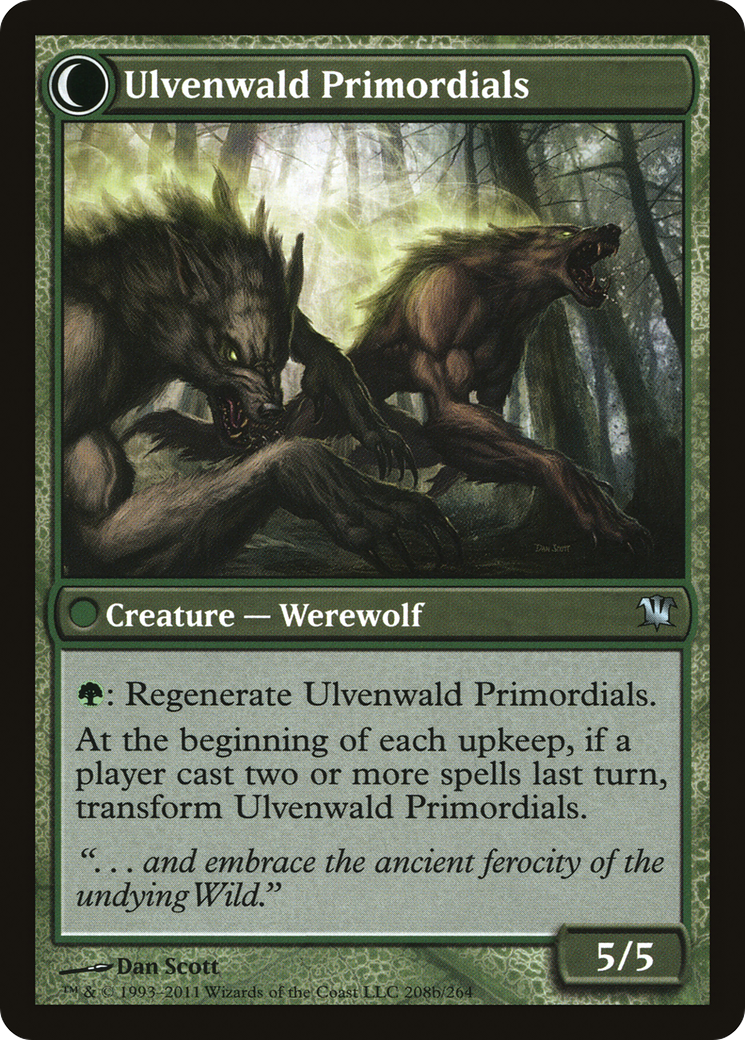 Ulvenwald Primordials
DAN SCOTT
Creature — Werewolf
: Regenerate Ulvenwald Primordials.
At the beginning of each upkeep, if a
player cast two or more spells last turn,
transform Ulvenwald Primordials.
“. . . and embrace the ancient ferocity of the
undying Wild.”
5/5
Dan Scott
™ & © 1993–2011 Wizards of the Coast LLC 208b/264